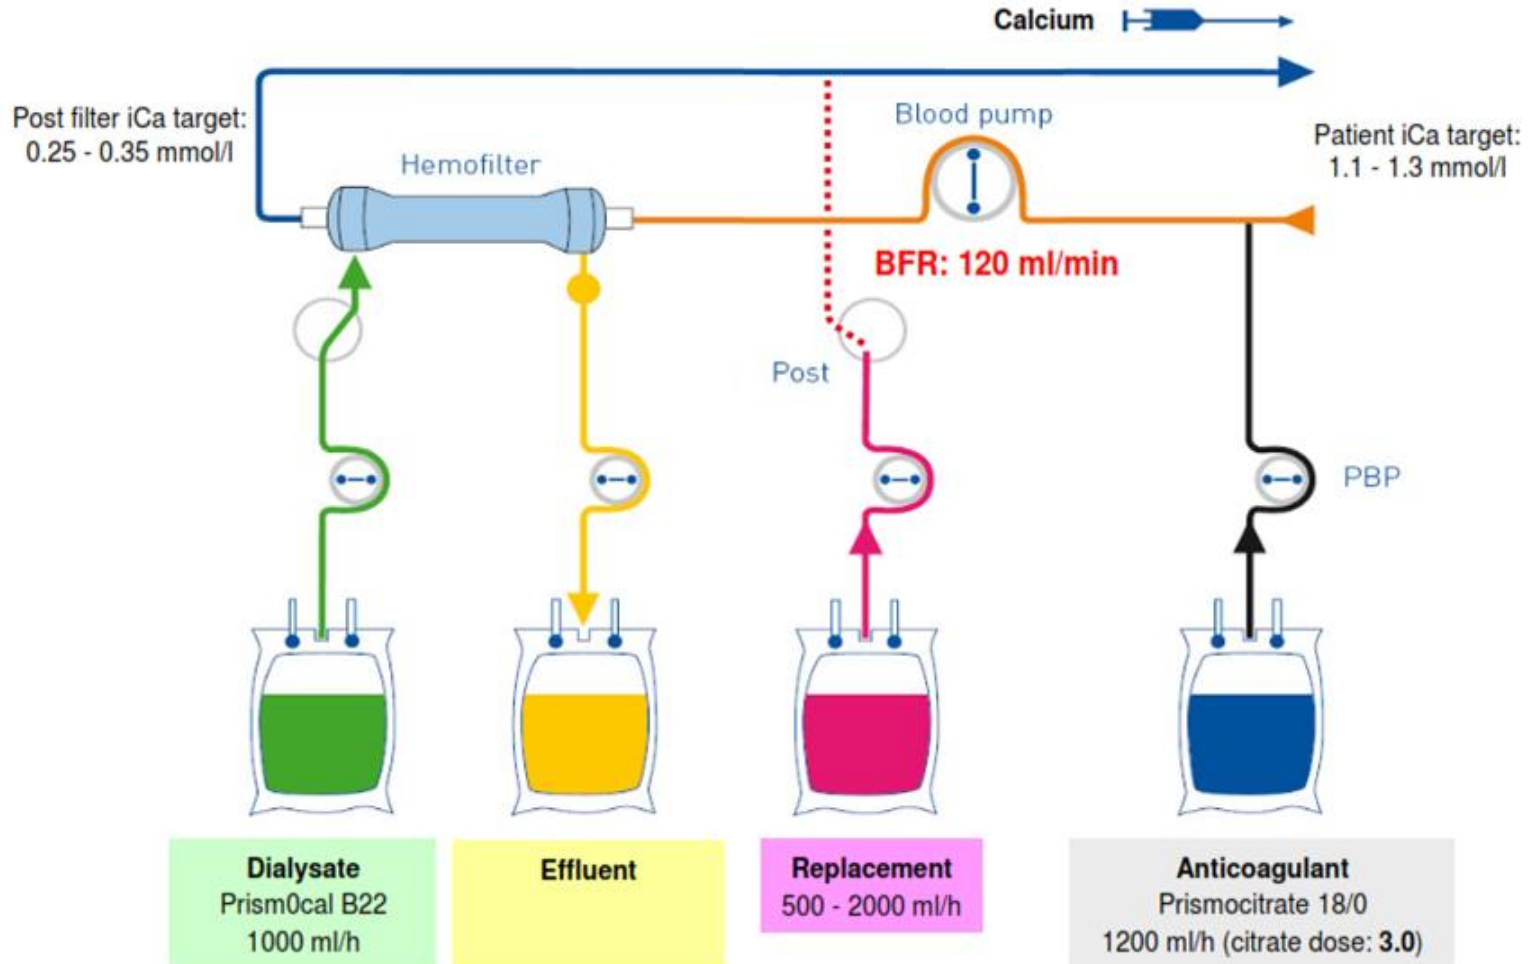 Calcium
Post filter iCa target:
0.25 - 0.35 mmol/l
Hemofilter
Blood pump
Patient iCa target:
1.1 - 1.3 mmol/l
BFR: 120 ml/min
Post
PBP
Dialysate
Prism0cal B22
1000 ml/h
Effluent
Replacement
500 - 2000 ml/h
Anticoagulant
Prismocitrate 18/0
1200 ml/h (citrate dose: 3.0)